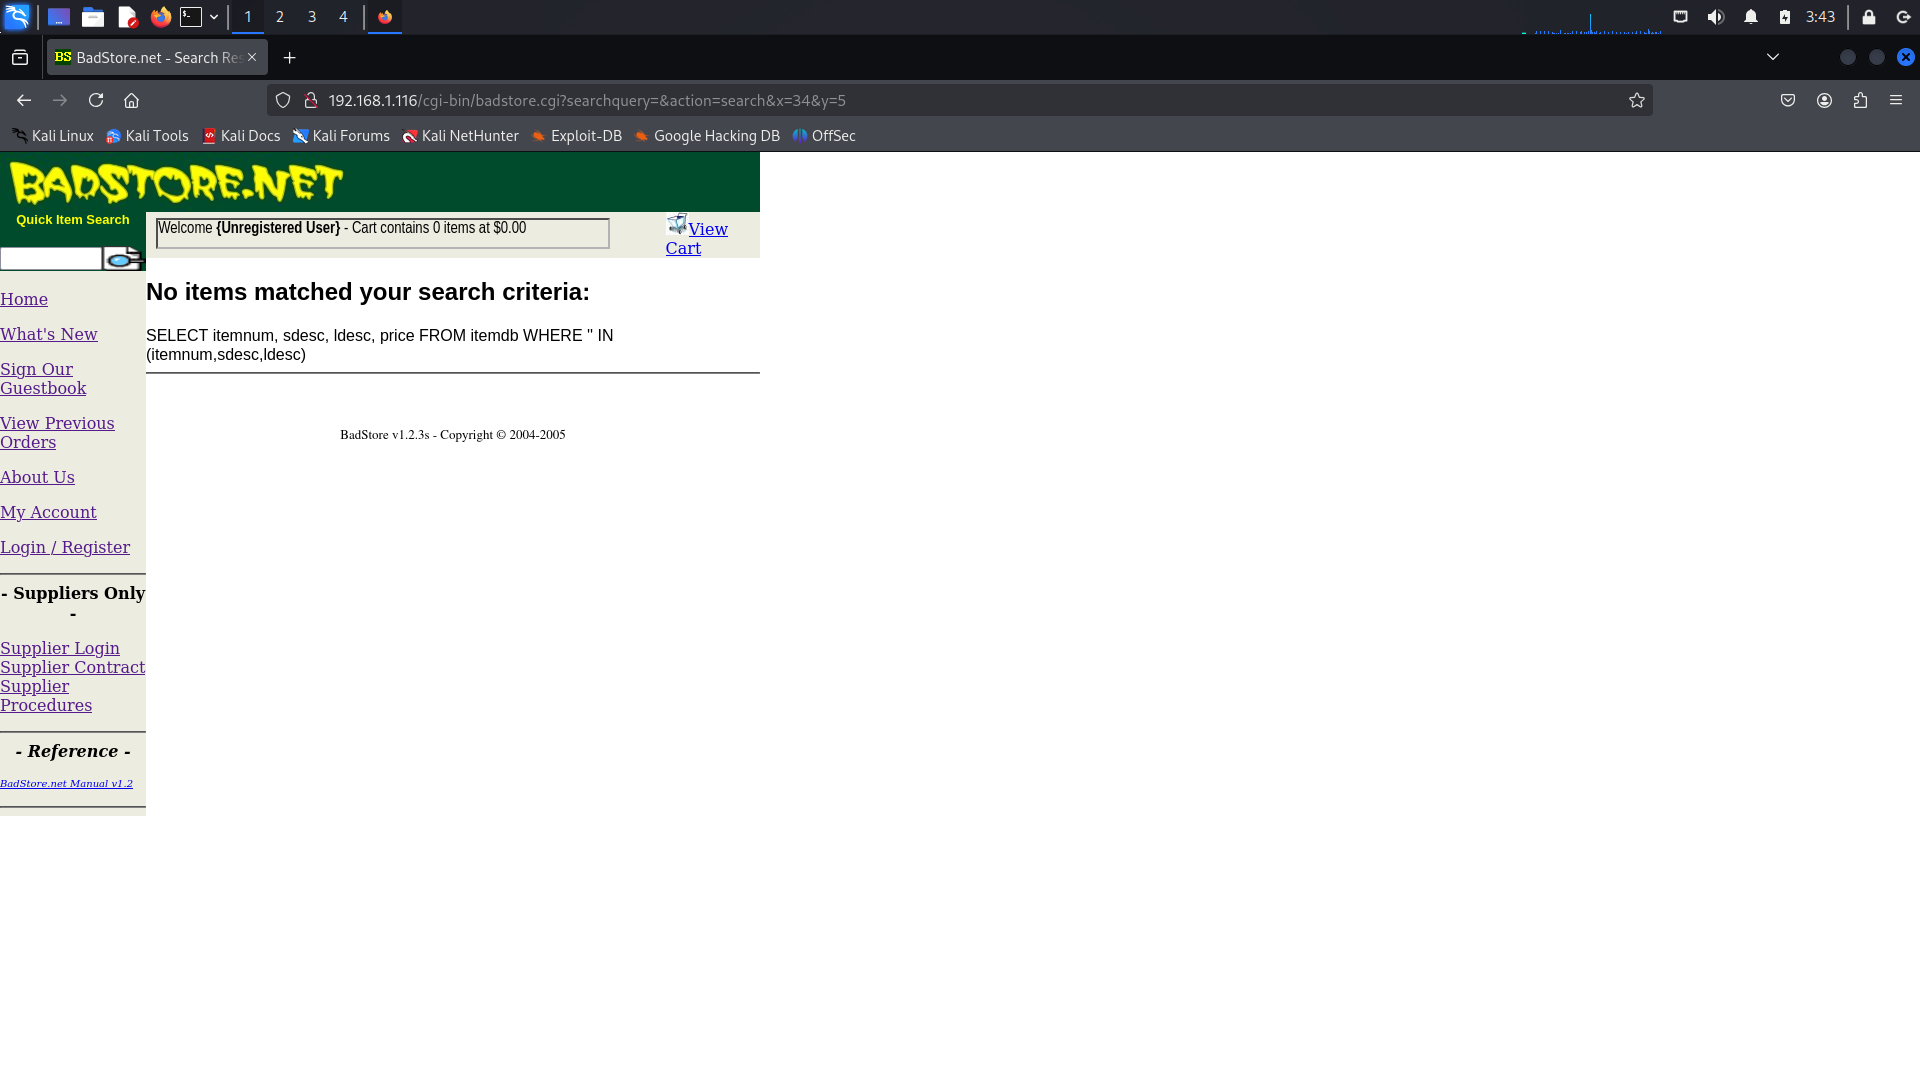 1
2
3
4
3:43
BadStore.net - Search Res
192.168.1.116/cgi-bin/badstore.cgi?searchquery=&action=search&x=34&y=5
Kali Linux
Kali Tools
Kali Docs
Kali Forums
Kali NetHunter
Exploit-DB
Google Hacking DB
OffSec
BADSTORE.NET
Quick Item Search
Welcome {Unregistered User} - Cart contains 0 items at $0.00
View
Cart
No items matched your search criteria:
SELECT itemnum, sdesc, ldesc, price FROM itemdb WHERE '' IN
(itemnum,sdesc,ldesc)
BadStore v1.2.3s - Copyright © 2004-2005
Home
What's New
Sign Our
Guestbook
View Previous
Orders
About Us
My Account
Login / Register
- Suppliers Only
-
Supplier Login
Supplier Contract
Supplier
Procedures
- Reference -
BadStore.net Manual v1.2